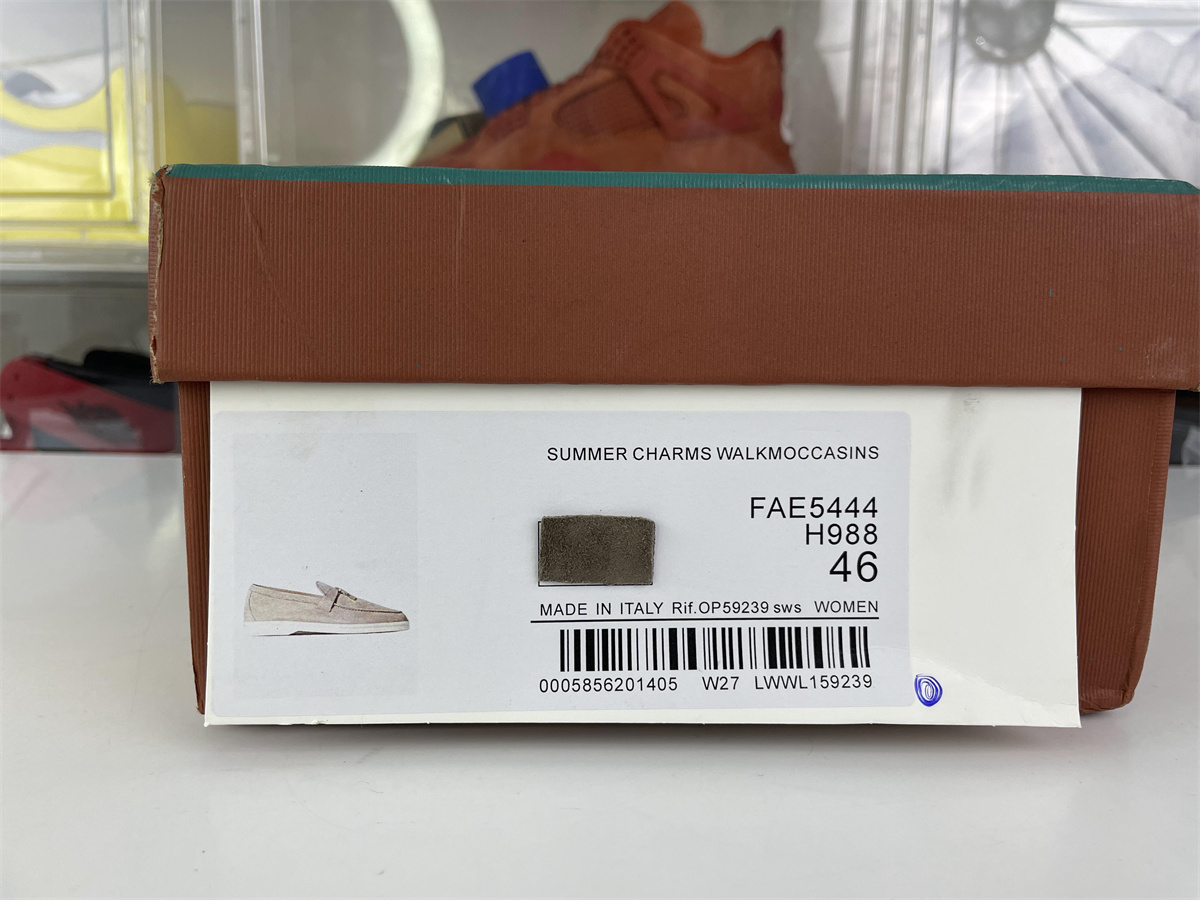 SUMMER CHARMS WALKMOCCASINS
FAE5444
H988
46
MADE IN ITALY Rif.OP59239 sws WOMEN
0005856201405 W27 LWWL159239